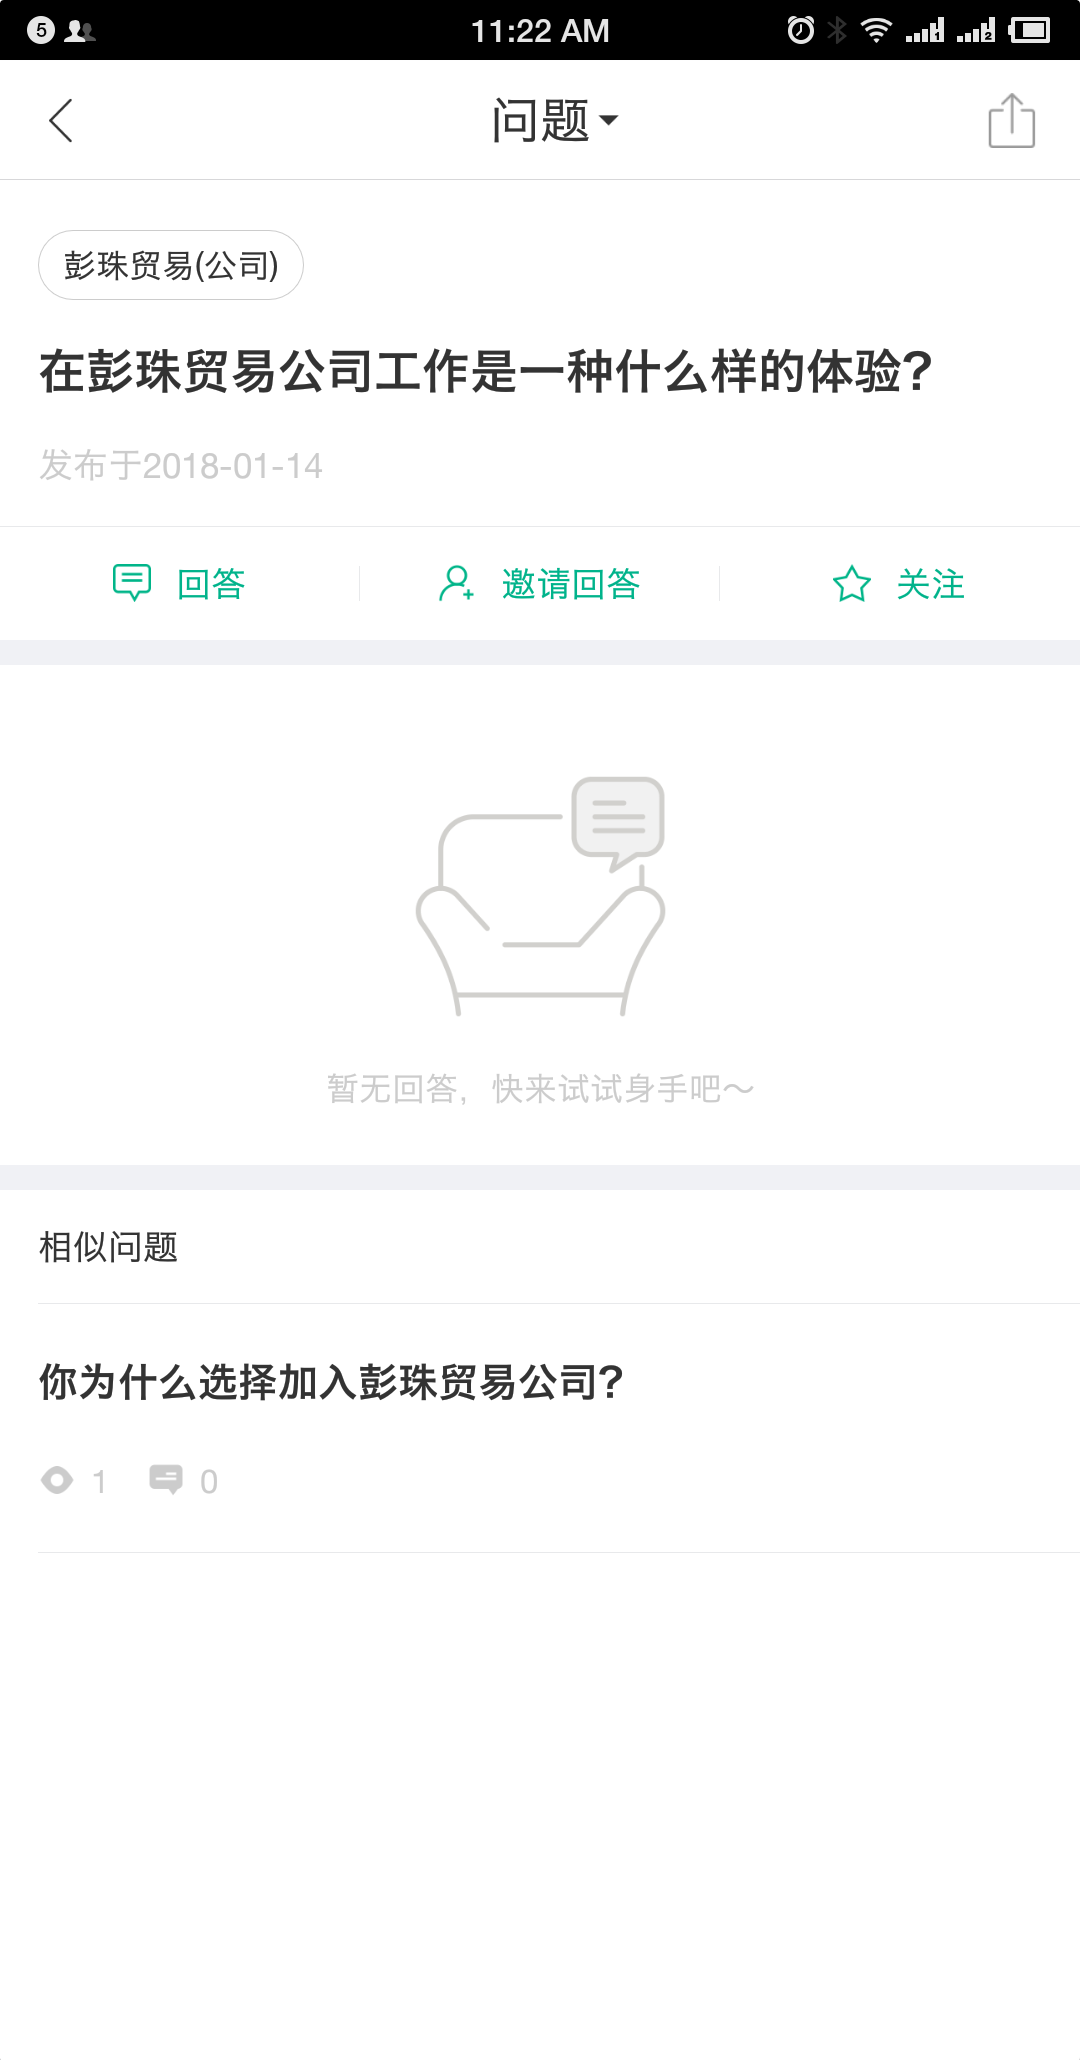 5
11:22 AM
1
2
问题
彭珠贸易(公司)
在彭珠贸易公司工作是一种什么样的体验?
发布于2018-01-14
回答
邀请回答
关注
暂无回答，快来试试身手吧～
相似问题
你为什么选择加入彭珠贸易公司?
1
0